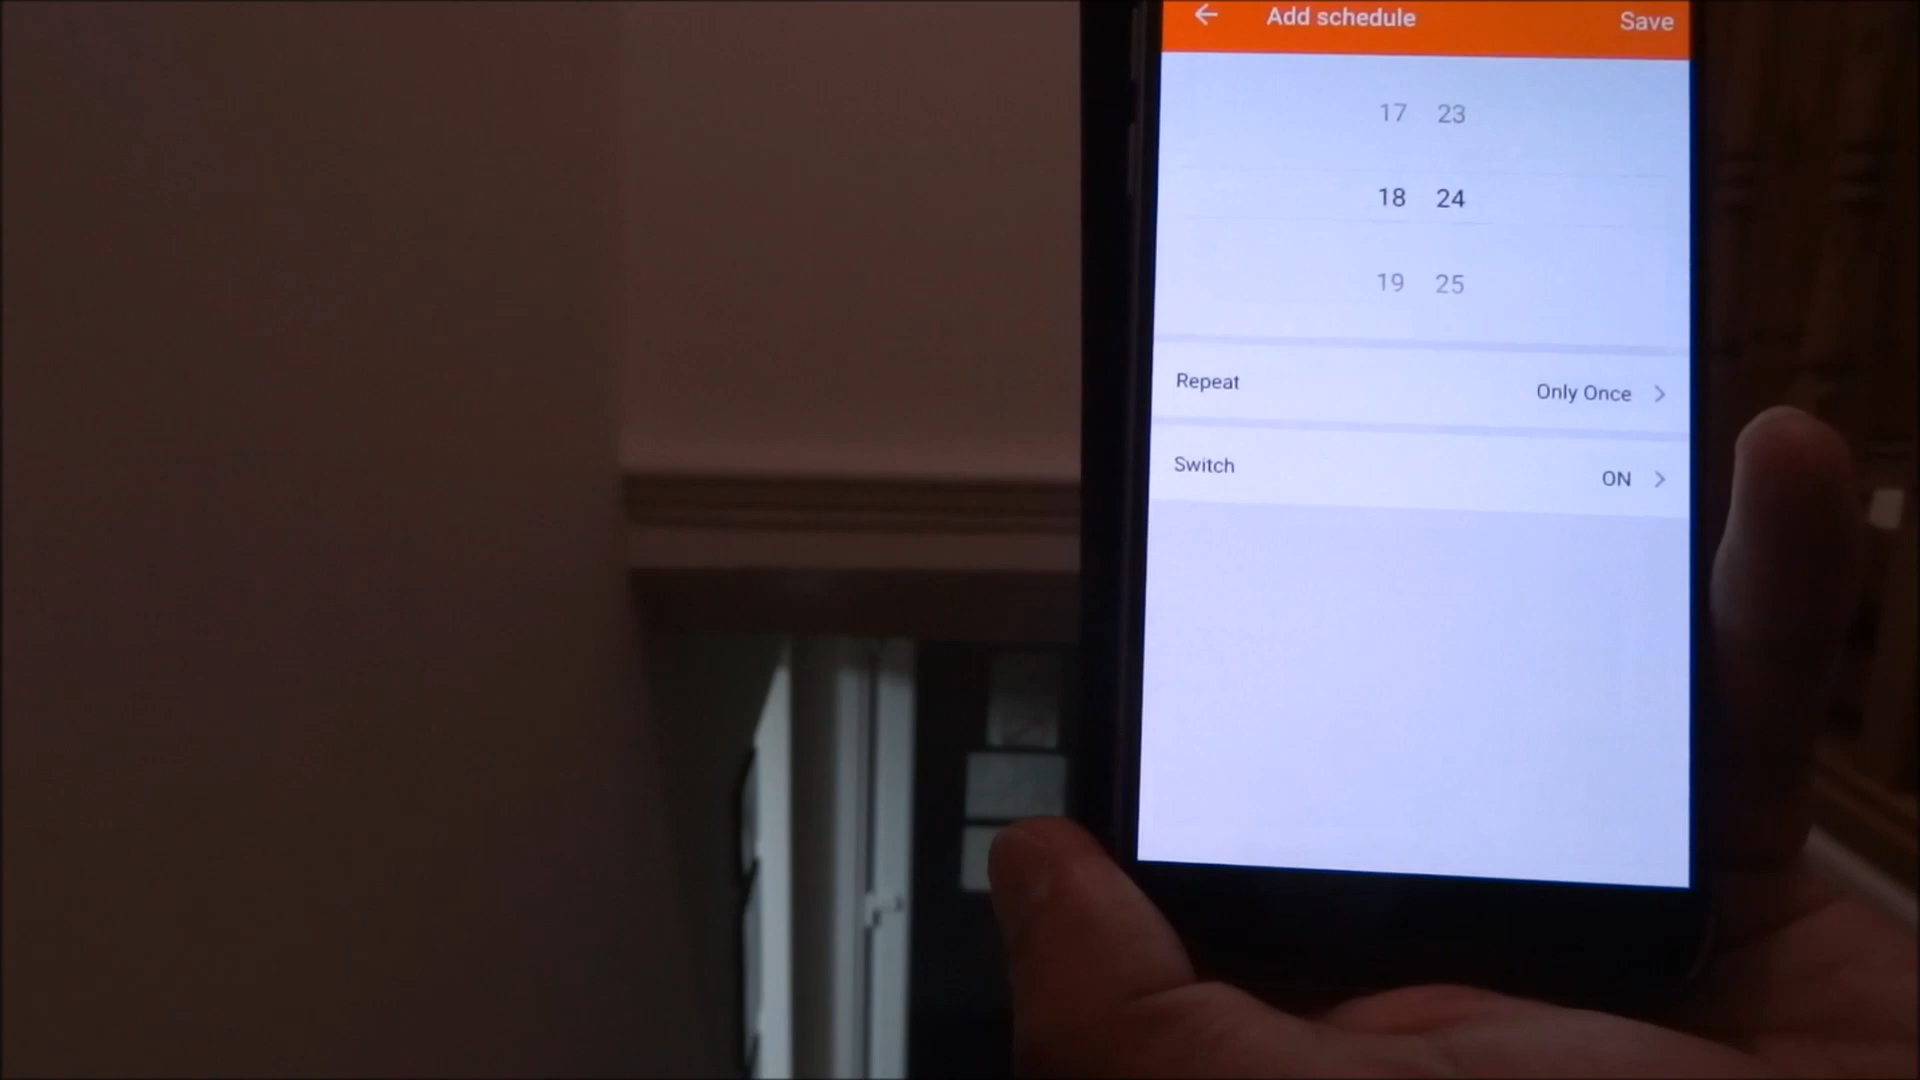 Add schedule Save
17 23
18 24
19 25
Repeat Only Once
Switch ON